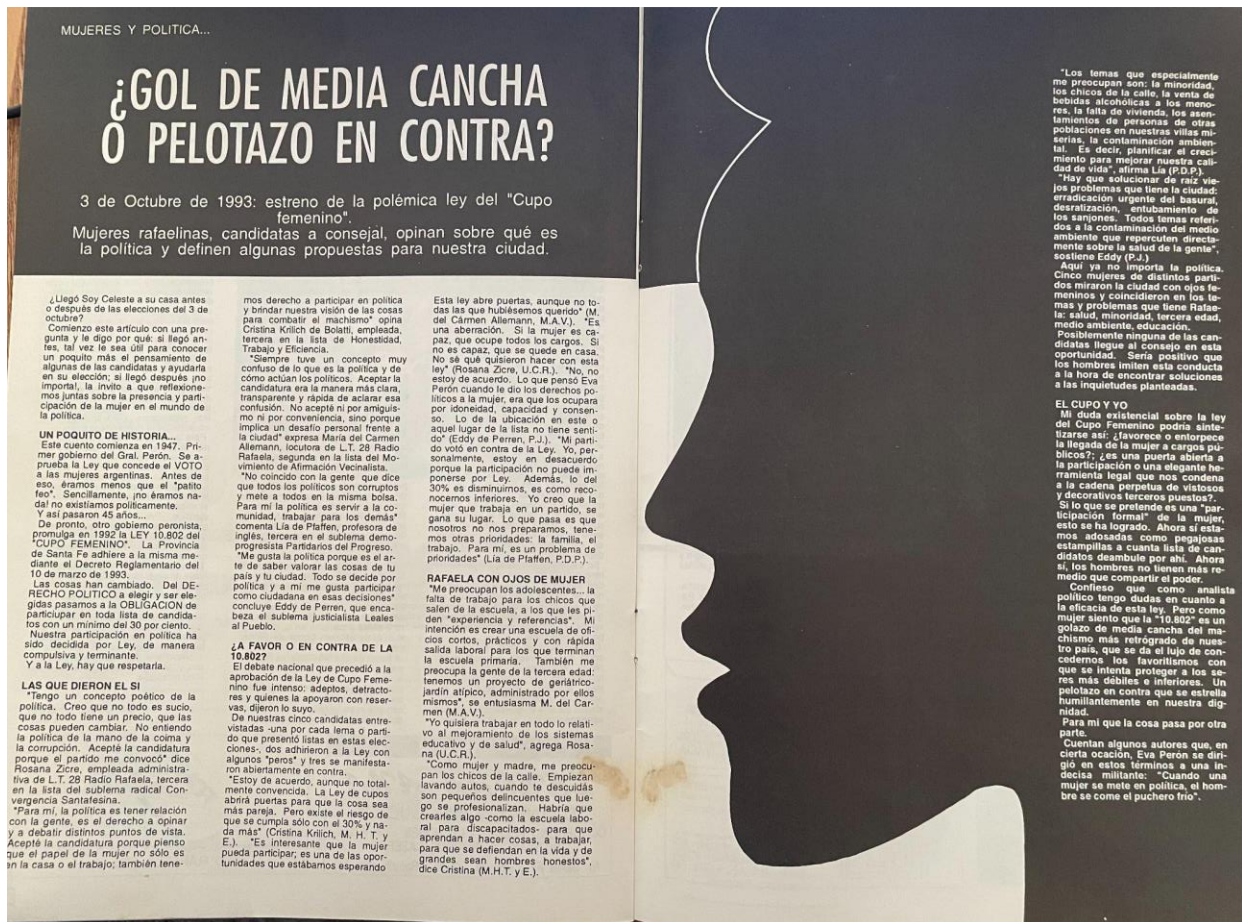 MUJERES Y POLITICA...
¿GOL DE MEDIA CANCHA
O PELOTAZO EN CONTRA?
3 de Octubre de 1993: estreno de la polémica ley del "Cupo
femenino".
Mujeres rafaelinas, candidatas a consejal, opinan sobre qué es
la política y definen algunas propuestas para nuestra ciudad.
¿Llegó Soy Celeste a su casa antes
o después de las elecciones del 3 de
octubre?
Comienzo este artículo con una pre-
gunta y le digo por qué: si llegó an-
tes, tal vez le sea útil para conocer
un poquito más el pensamiento de
algunas de las candidatas y ayudarla
en su elección; si llegó después ¡no
importa!, la invito a que reflexione-
mos juntas sobre la presencia y parti-
cipación de la mujer en el mundo de
la política.
UN POQUITO DE HISTORIA...
Este cuento comienza en 1947. Pri-
mer gobierno del Gral. Perón. Se a-
prueba la Ley que concede el VOTO
a las mujeres argentinas. Antes de
eso, éramos menos que el "patito
feo". Sencillamente, ¡no éramos na-
da! no existíamos políticamente.
Y así pasaron 45 años...
De pronto, otro gobierno peronista,
promulga en 1992 la LEY 10.802 del
"CUPO FEMENINO". La Provincia
de Santa Fe adhiere a la misma me-
diante el Decreto Reglamentario del
10 de marzo de 1993.
Las cosas han cambiado. Del DE-
RECHO POLITICO a elegir y ser ele-
gidas pasamos a la OBLIGACION de
participar en toda lista de candida-
tos con un mínimo del 30 por ciento.
Nuestra participación en política ha
sido decidida por Ley, de manera
compulsiva y terminante.
Y a la Ley, hay que respetarla.
LAS QUE DIERON EL SI
"Tengo un concepto poético de la
política. Creo que no todo es sucio,
que no todo tiene un precio, que las
cosas pueden cambiar. No entiendo
la política de la mano de la coima y
la corrupción. Acepté la candidatura
porque el partido me convocó" dice
Rosana Zicre, empleada administra-
tiva de L.T. 28 Radio Rafaela, tercera
en la lista del sublema radical Con-
vergencia Santafesina.
"Para mí, la política es tener relación
con la gente, es el derecho a opinar
y a debatir distintos puntos de vista.
Acepté la candidatura porque pienso
que el papel de la mujer no sólo es
en la casa o el trabajo; también tene-
mos derecho a participar en política
y brindar nuestra visión de las cosas
para combatir el machismo" opina
Cristina Krilich de Bolatti, empleada,
tercera en la lista de Honestidad,
Trabajo y Eficiencia.
"Siempre tuve un concepto muy
confuso de lo que es la política y de
cómo actúan los políticos. Aceptar la
candidatura era la manera más clara,
transparente y rápida de aclarar esa
confusión. No acepté ni por amiguis-
mo ni por conveniencia, sino porque
implica un desafío personal frente a
la ciudad" expresa María del Carmen
Allemann, locutora de L.T. 28 Radio
Rafaela, segunda en la lista del Mo-
vimiento de Afirmación Vecinalista.
"No coincido con la gente que dice
que todos los políticos son corruptos
y mete a todos en la misma bolsa.
Para mí la política es servir a la co-
munidad, trabajar para los demás"
comenta Lía de Pfaffen, profesora de
inglés, tercera en el sublema demo-
progresista Partidarios del Progreso.
"Me gusta la política porque es el ar-
te de saber valorar las cosas de tu
país y tu ciudad. Todo se decide por
política y a mí me gusta participar
como ciudadana en esas decisiones"
concluye Eddy de Perren, que enca-
beza el sublema justicialista Leales
al Pueblo.
¿A FAVOR O EN CONTRA DE LA
10.802?
El debate nacional que precedió a la
aprobación de la Ley de Cupo Feme-
nino fue intenso: adeptos, detracto-
res y quienes la apoyaron con reser-
vas, dijeron lo suyo.
De nuestras cinco candidatas entre-
vistadas -una por cada lema o parti-
do que presentó listas en estas elec-
ciones-, dos adhirieron a la Ley con
algunos "peros" y tres se manifesta-
ron abiertamente en contra.
"Estoy de acuerdo, aunque no total-
mente convencida. La Ley de cupos
abrirá puertas para que la cosa sea
más pareja. Pero existe el riesgo de
que se cumpla sólo con el 30% y na-
da más" (Cristina Krilich, M. H. T. y
E.). "Es interesante que la mujer
pueda participar; es una de las opor-
tunidades que estábamos esperando
Esta ley abre puertas, aunque no to-
das las que hubiésemos querido" (M.
del Cármen Allemann, M.A.V.). "Es
una aberración. Si la mujer es ca-
paz, que ocupe todos los cargos. Si
no es capaz, que se quede en casa.
No sé qué quisieron hacer con esta
ley" (Rosana Zicre, U.C.R.). "No, no
estoy de acuerdo. Lo que pensó Eva
Perón cuando le dio los derechos po-
líticos a la mujer, era que los ocupara
por idoneidad, capacidad y consen-
so. Lo de la ubicación en este o
aquel lugar de la lista no tiene senti-
do" (Eddy de Perren, P.J.). "Mi parti-
do votó en contra de la Ley. Yo, per-
sonalmente, estoy en desacuerdo
porque la participación no puede im-
ponerse por Ley. Además, lo del
30% es disminuirnos, es como reco-
nocernos inferiores. Yo creo que la
mujer que trabaja en un partido, se
gana su lugar. Lo que pasa es que
nosotros no nos preparamos, tene-
mos otras prioridades: la familia, el
trabajo. Para mí, es un problema de
prioridades" (Lía de Pfaffen, P.D.P.).
RAFAELA CON OJOS DE MUJER
"Me preocupan los adolescentes... la
falta de trabajo para los chicos que
salen de la escuela, a los que les pi-
den "experiencia y referencias". Mi
intención es crear una escuela de ofi-
cios cortos, prácticos y con rápida
salida laboral para los que terminan
la escuela primaria. También me
preocupa la gente de la tercera edad:
tenemos un proyecto de geriátrico-
jardín atípico, administrado por ellos
mismos", se entusiasma M. del Car-
men (M.A.V.).
"Yo quisiera trabajar en todo lo relati-
vo al mejoramiento de los sistemas
educativo y de salud", agrega Rosa-
na (U.C.R.).
"Como mujer y madre, me preocu-
pan los chicos de la calle. Empiezan
lavando autos, cuando te descuidás
son pequeños delincuentes que lue-
go se profesionalizan. Habría que
crearles algo -como la escuela labo-
ral para discapacitados- para que
aprendan a hacer cosas, a trabajar,
para que se defiendan en la vida y de
grandes sean hombres honestos",
dice Cristina (M.H.T. y E.).
"Los temas que especialmente
me preocupan son: la minoridad,
los chicos de la calle, la venta de
bebidas alcohólicas a los meno-
res, la falta de vivienda, los asen-
tamientos de personas de otras
poblaciones en nuestras villas mi-
serias, la contaminación ambien-
tal. Es decir, planificar el creci-
miento para mejorar nuestra cali-
dad de vida", afirma Lía (P.D.P.).
"Hay que solucionar de raíz vie-
jos problemas que tiene la ciudad:
erradicación urgente del basural,
desratización, entubamiento de
los sanjones. Todos temas referi-
dos a la contaminación del medio
ambiente que repercuten directa-
mente sobre la salud de la gente",
sostiene Eddy (P.J.)
Aquí ya no importa la política.
Cinco mujeres de distintos parti-
dos miraron la ciudad con ojos fe-
meninos y coincidieron en los te-
mas y problemas que tiene Rafae-
la: salud, minoridad, tercera edad,
medio ambiente, educación.
Posiblemente ninguna de las can-
didatas llegue al consejo en esta
oportunidad. Sería positivo que
los hombres imiten esta conducta
a la hora de encontrar soluciones
a las inquietudes planteadas.
EL CUPO Y YO
Mi duda existencial sobre la ley
del Cupo Femenino podría sinte-
tizarse así: ¿favorece o entorpece
la llegada de la mujer a cargos pú-
blicos?; ¿es una puerta abierta a
la participación o una elegante he-
rramienta legal que nos condena
a la cadena perpetua de vistosos
y decorativos terceros puestos?.
Si lo que se pretende es una "par-
ticipación formal" de la mujer,
esto se ha logrado. Ahora sí esta-
mos adosadas como pegajosas
estampillas a cuanta lista de can-
didatos deambule por ahí. Ahora
sí, los hombres no tienen más re-
medio que compartir el poder.
Confieso que como analista
político tengo dudas en cuanto a
la eficacia de esta ley. Pero como
mujer siento que la "10.802" es un
golazo de media cancha del ma-
chismo más retrógrado de nues-
tro país, que se da el lujo de con-
cedernos los favoritismos con
que se intenta proteger a los se-
res más débiles e inferiores. Un
pelotazo en contra que se estrella
humillantemente en nuestra dig-
nidad.
Para mi que la cosa pasa por otra
parte.
Cuentan algunos autores que, en
cierta ocación, Eva Perón se diri-
gió en estos términos a una in-
decisa militante: "Cuando una
mujer se mete en política, el hom-
bre se come el puchero frío".